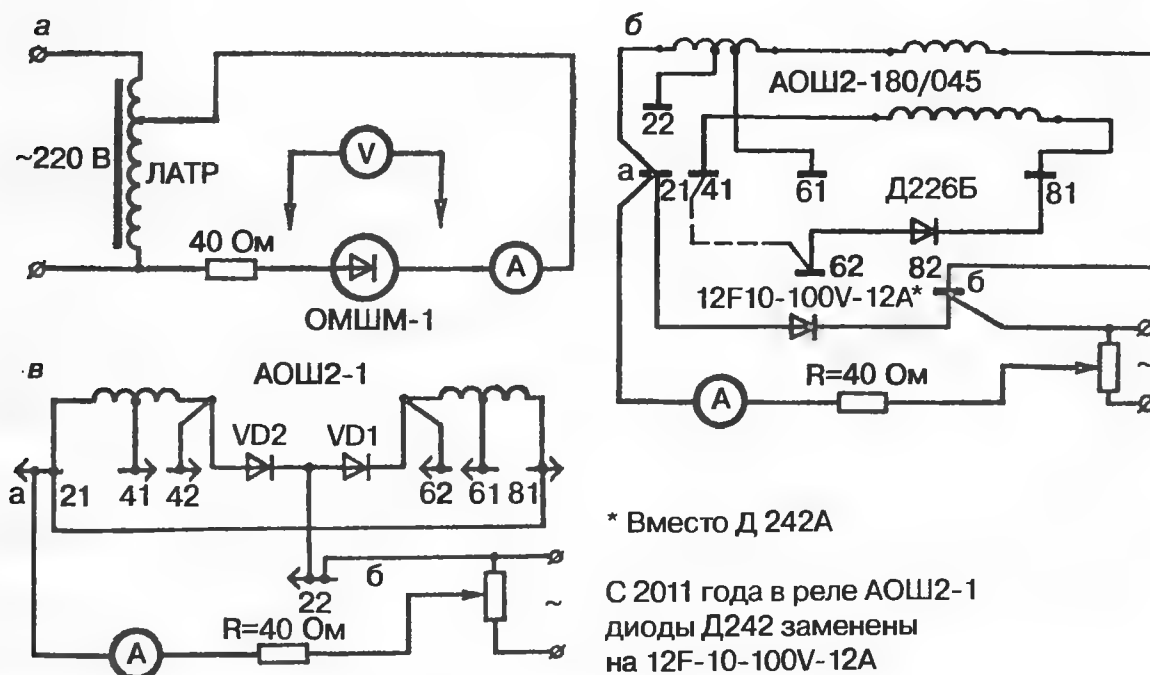 а
~220 В
ЛАТР
V
40 Ом
ОМШМ-1
А
б
АОШ2-180/045
22
а
21
41
61
81
Д226Б
62
82
б
12F10-100V-12А*
R=40 Ом
А
~
в
АОШ2-1
VD2
VD1
а
21
41
42
62
61
81
22
б
R=40 Ом
А
~
* Вместо Д 242А
С 2011 года в реле АОШ2-1
диоды Д242 заменены
на 12F-10-100V-12А